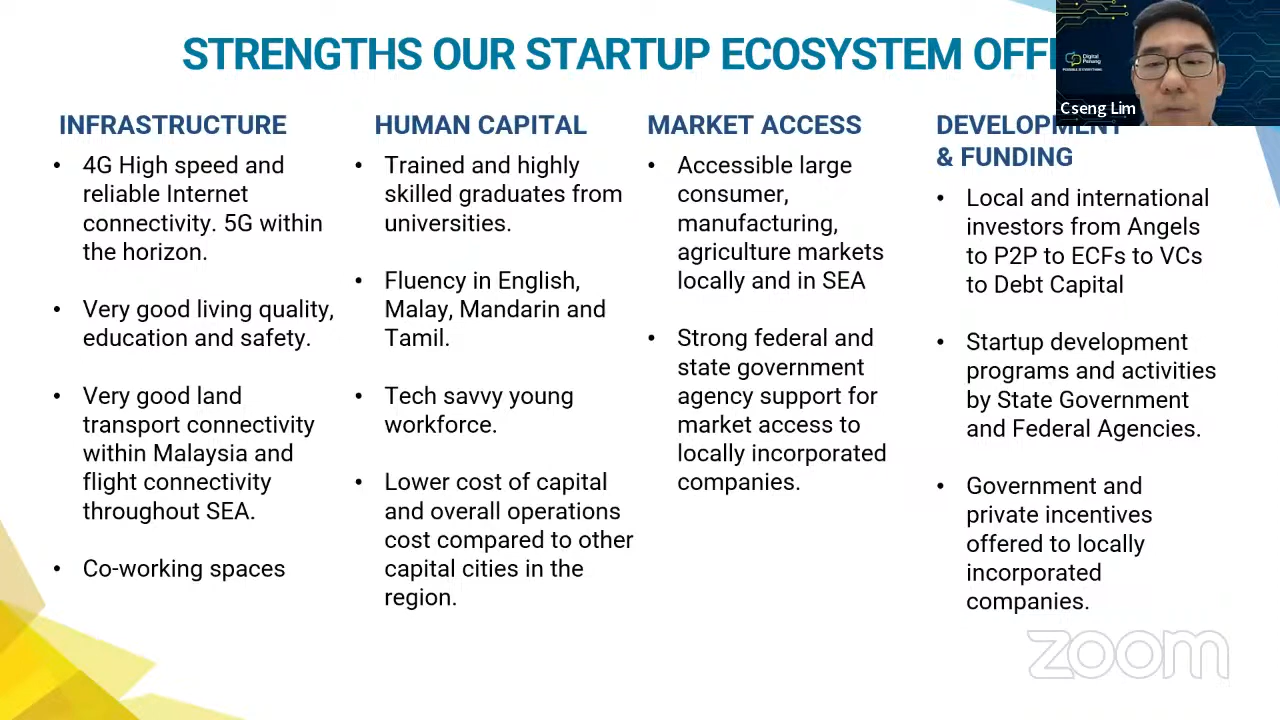 STRENGTHS OUR STARTUP ECOSYSTEM
Digital
Penang
Cseng Lim
INFRASTRUCTURE
• 4G High speed and
reliable Internet
connectivity. 5G within
the horizon.
• Very good living quality,
education and safety.
• Very good land
transport connectivity
within Malaysia and
flight connectivity
throughout SEA.
• Co-working spaces
HUMAN CAPITAL
• Trained and highly
skilled graduates from
universities.
• Fluency in English,
Malay, Mandarin and
Tamil.
• Tech savvy young
workforce.
• Lower cost of capital
and overall operations
cost compared to other
capital cities in the
region.
MARKET ACCESS
• Accessible large
consumer,
manufacturing,
agriculture markets
locally and in SEA
• Strong federal and
state government
agency support for
market access to
locally incorporated
companies.
DEVELOPMENT
& FUNDING
• Local and international
investors from Angels
to P2P to ECFs to VCs
to Debt Capital
• Startup development
programs and activities
by State Government
and Federal Agencies.
• Government and
private incentives
offered to locally
incorporated
companies.
zoom